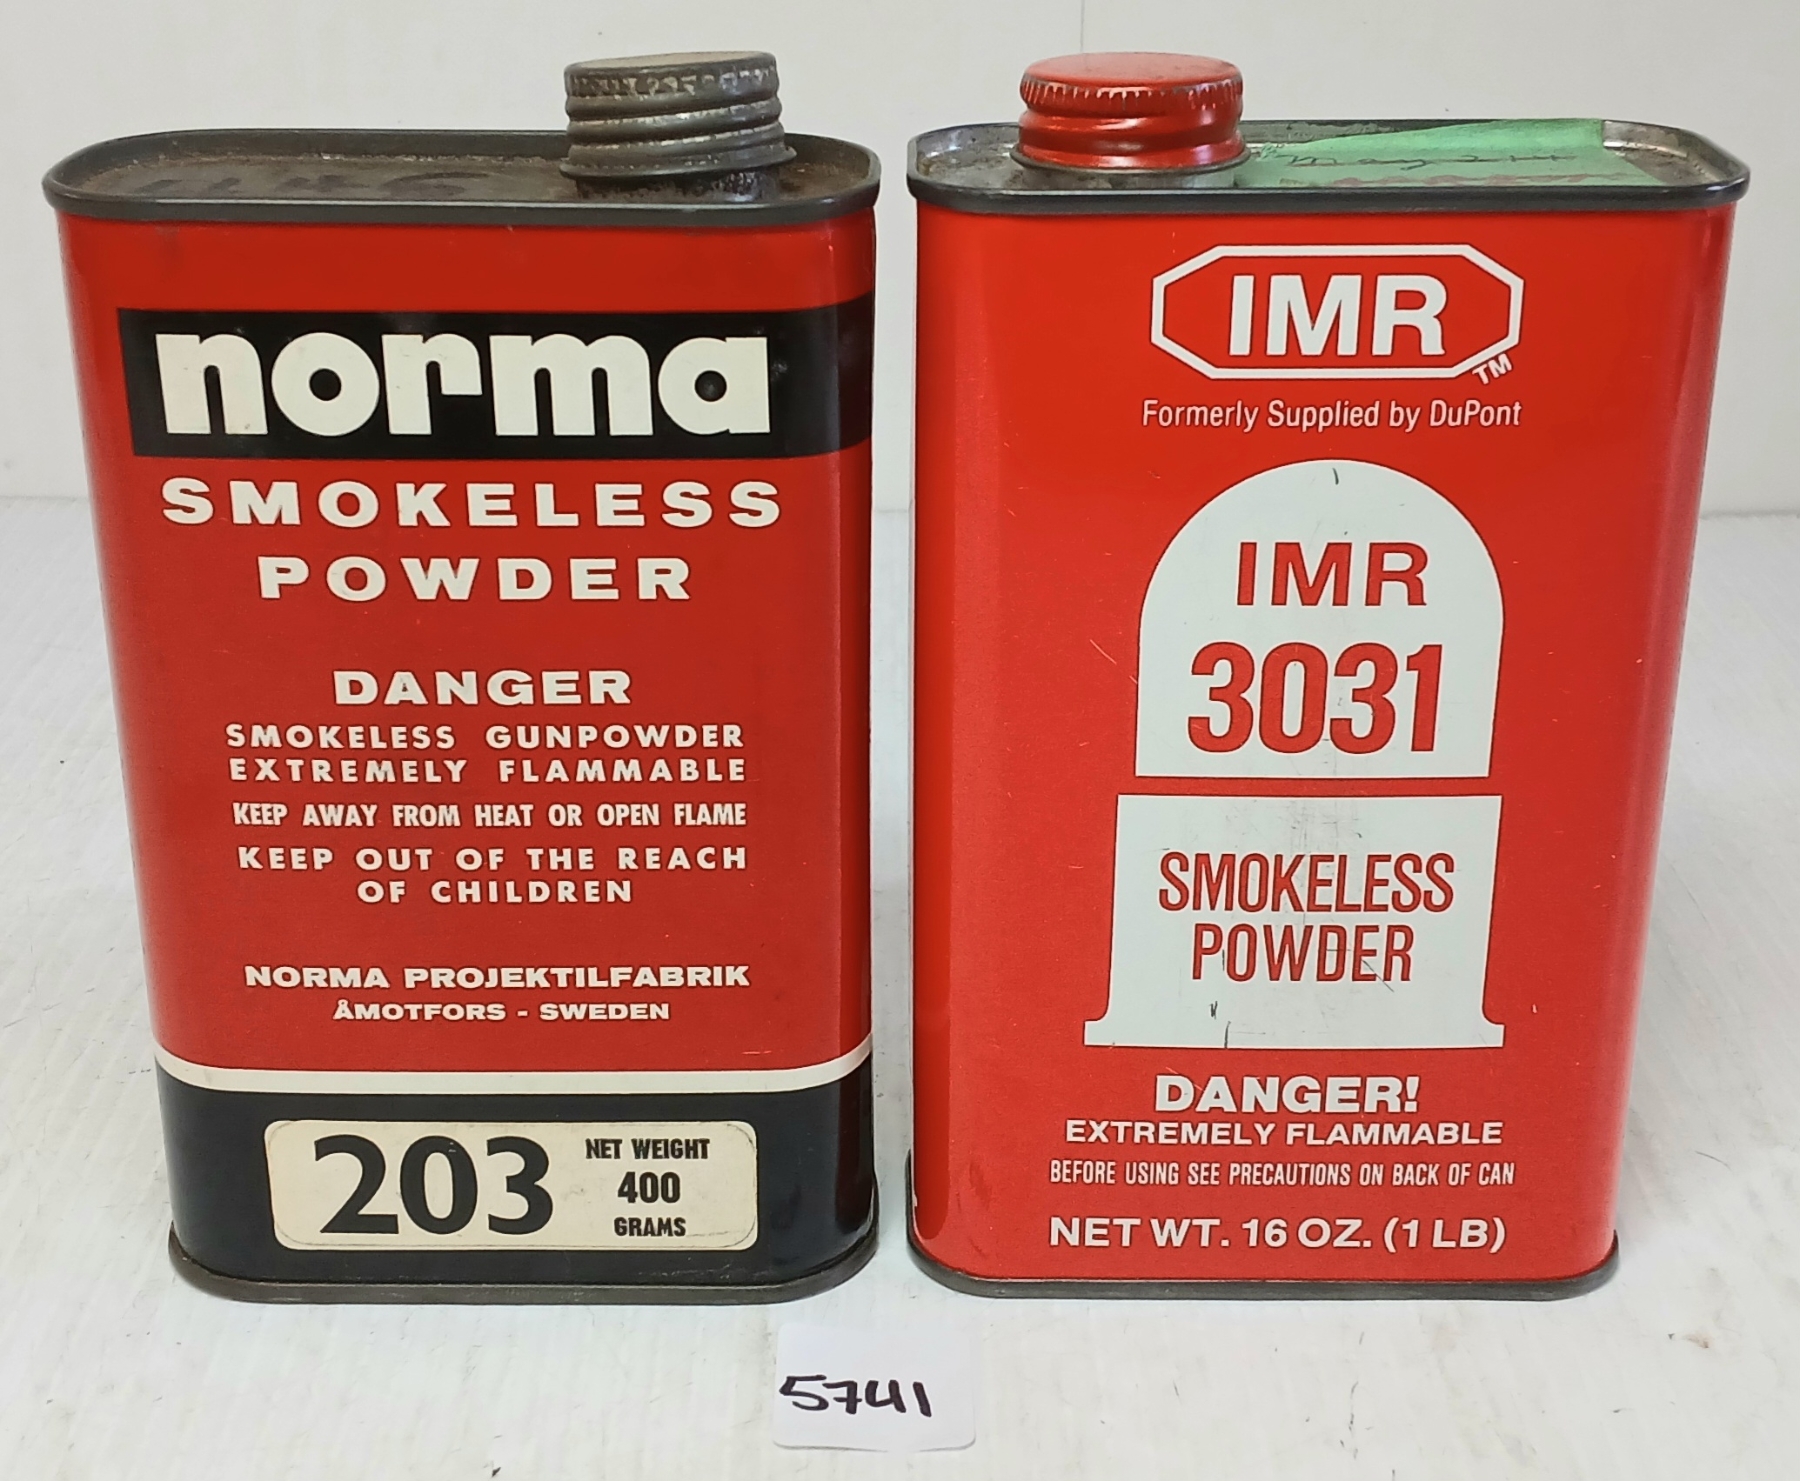 norma
SMOKELESS
POWDER
DANGER
SMOKELESS GUNPOWDER
EXTREMELY FLAMMABLE
KEEP AWAY FROM HEAT OR OPEN FLAME
KEEP OUT OF THE REACH
OF CHILDREN
NORMA PROJEKTILFABRIK
ÅMOTFORS - SWEDEN
203
NET WEIGHT
400
GRAMS
May
IMR
TM
Formerly Supplied by DuPont
IMR
3031
SMOKELESS
POWDER
DANGER!
EXTREMELY FLAMMABLE
BEFORE USING SEE PRECAUTIONS ON BACK OF CAN
NET WT. 16 OZ. (1 LB)
5741